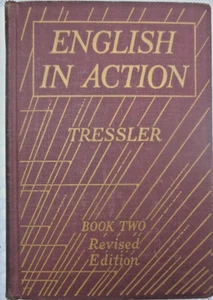 ENGLISH
IN ACTION
TRESSLER
BOOK TWO
Revised
Edition